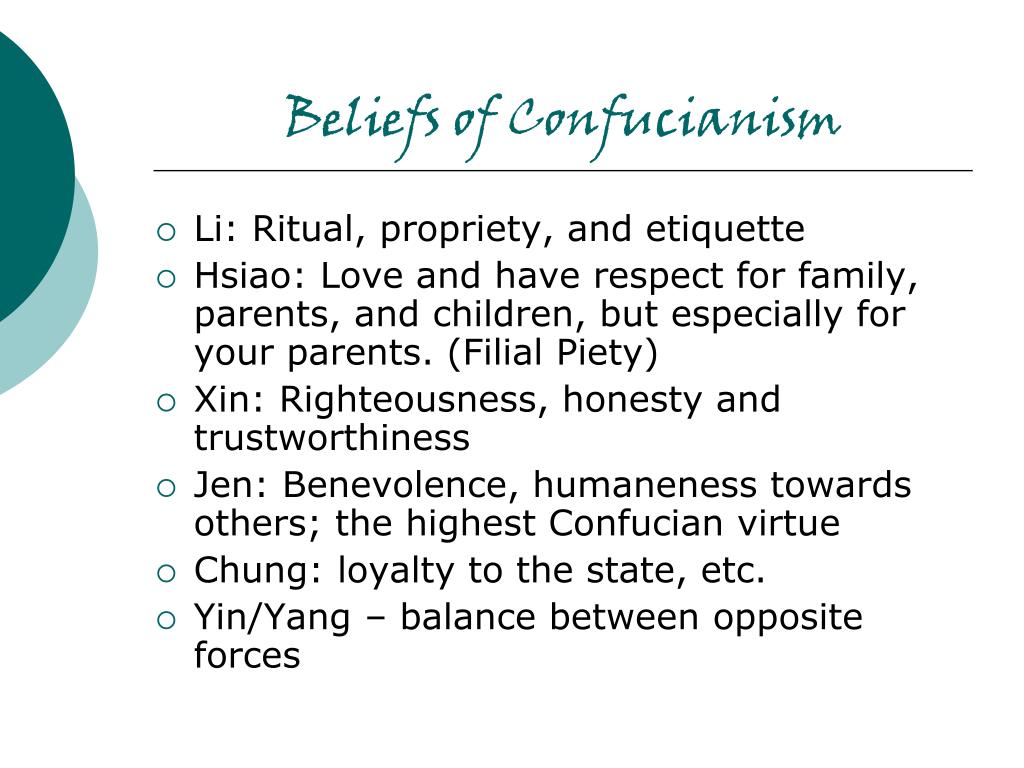 Beliefs of Confucianism
Li: Ritual, propriety, and etiquette
Hsiao: Love and have respect for family,
parents, and children, but especially for
your parents. (Filial Piety)
Xin: Righteousness, honesty and
trustworthiness
Jen: Benevolence, humaneness towards
others; the highest Confucian virtue
Chung: loyalty to the state, etc.
Yin/Yang – balance between opposite
forces